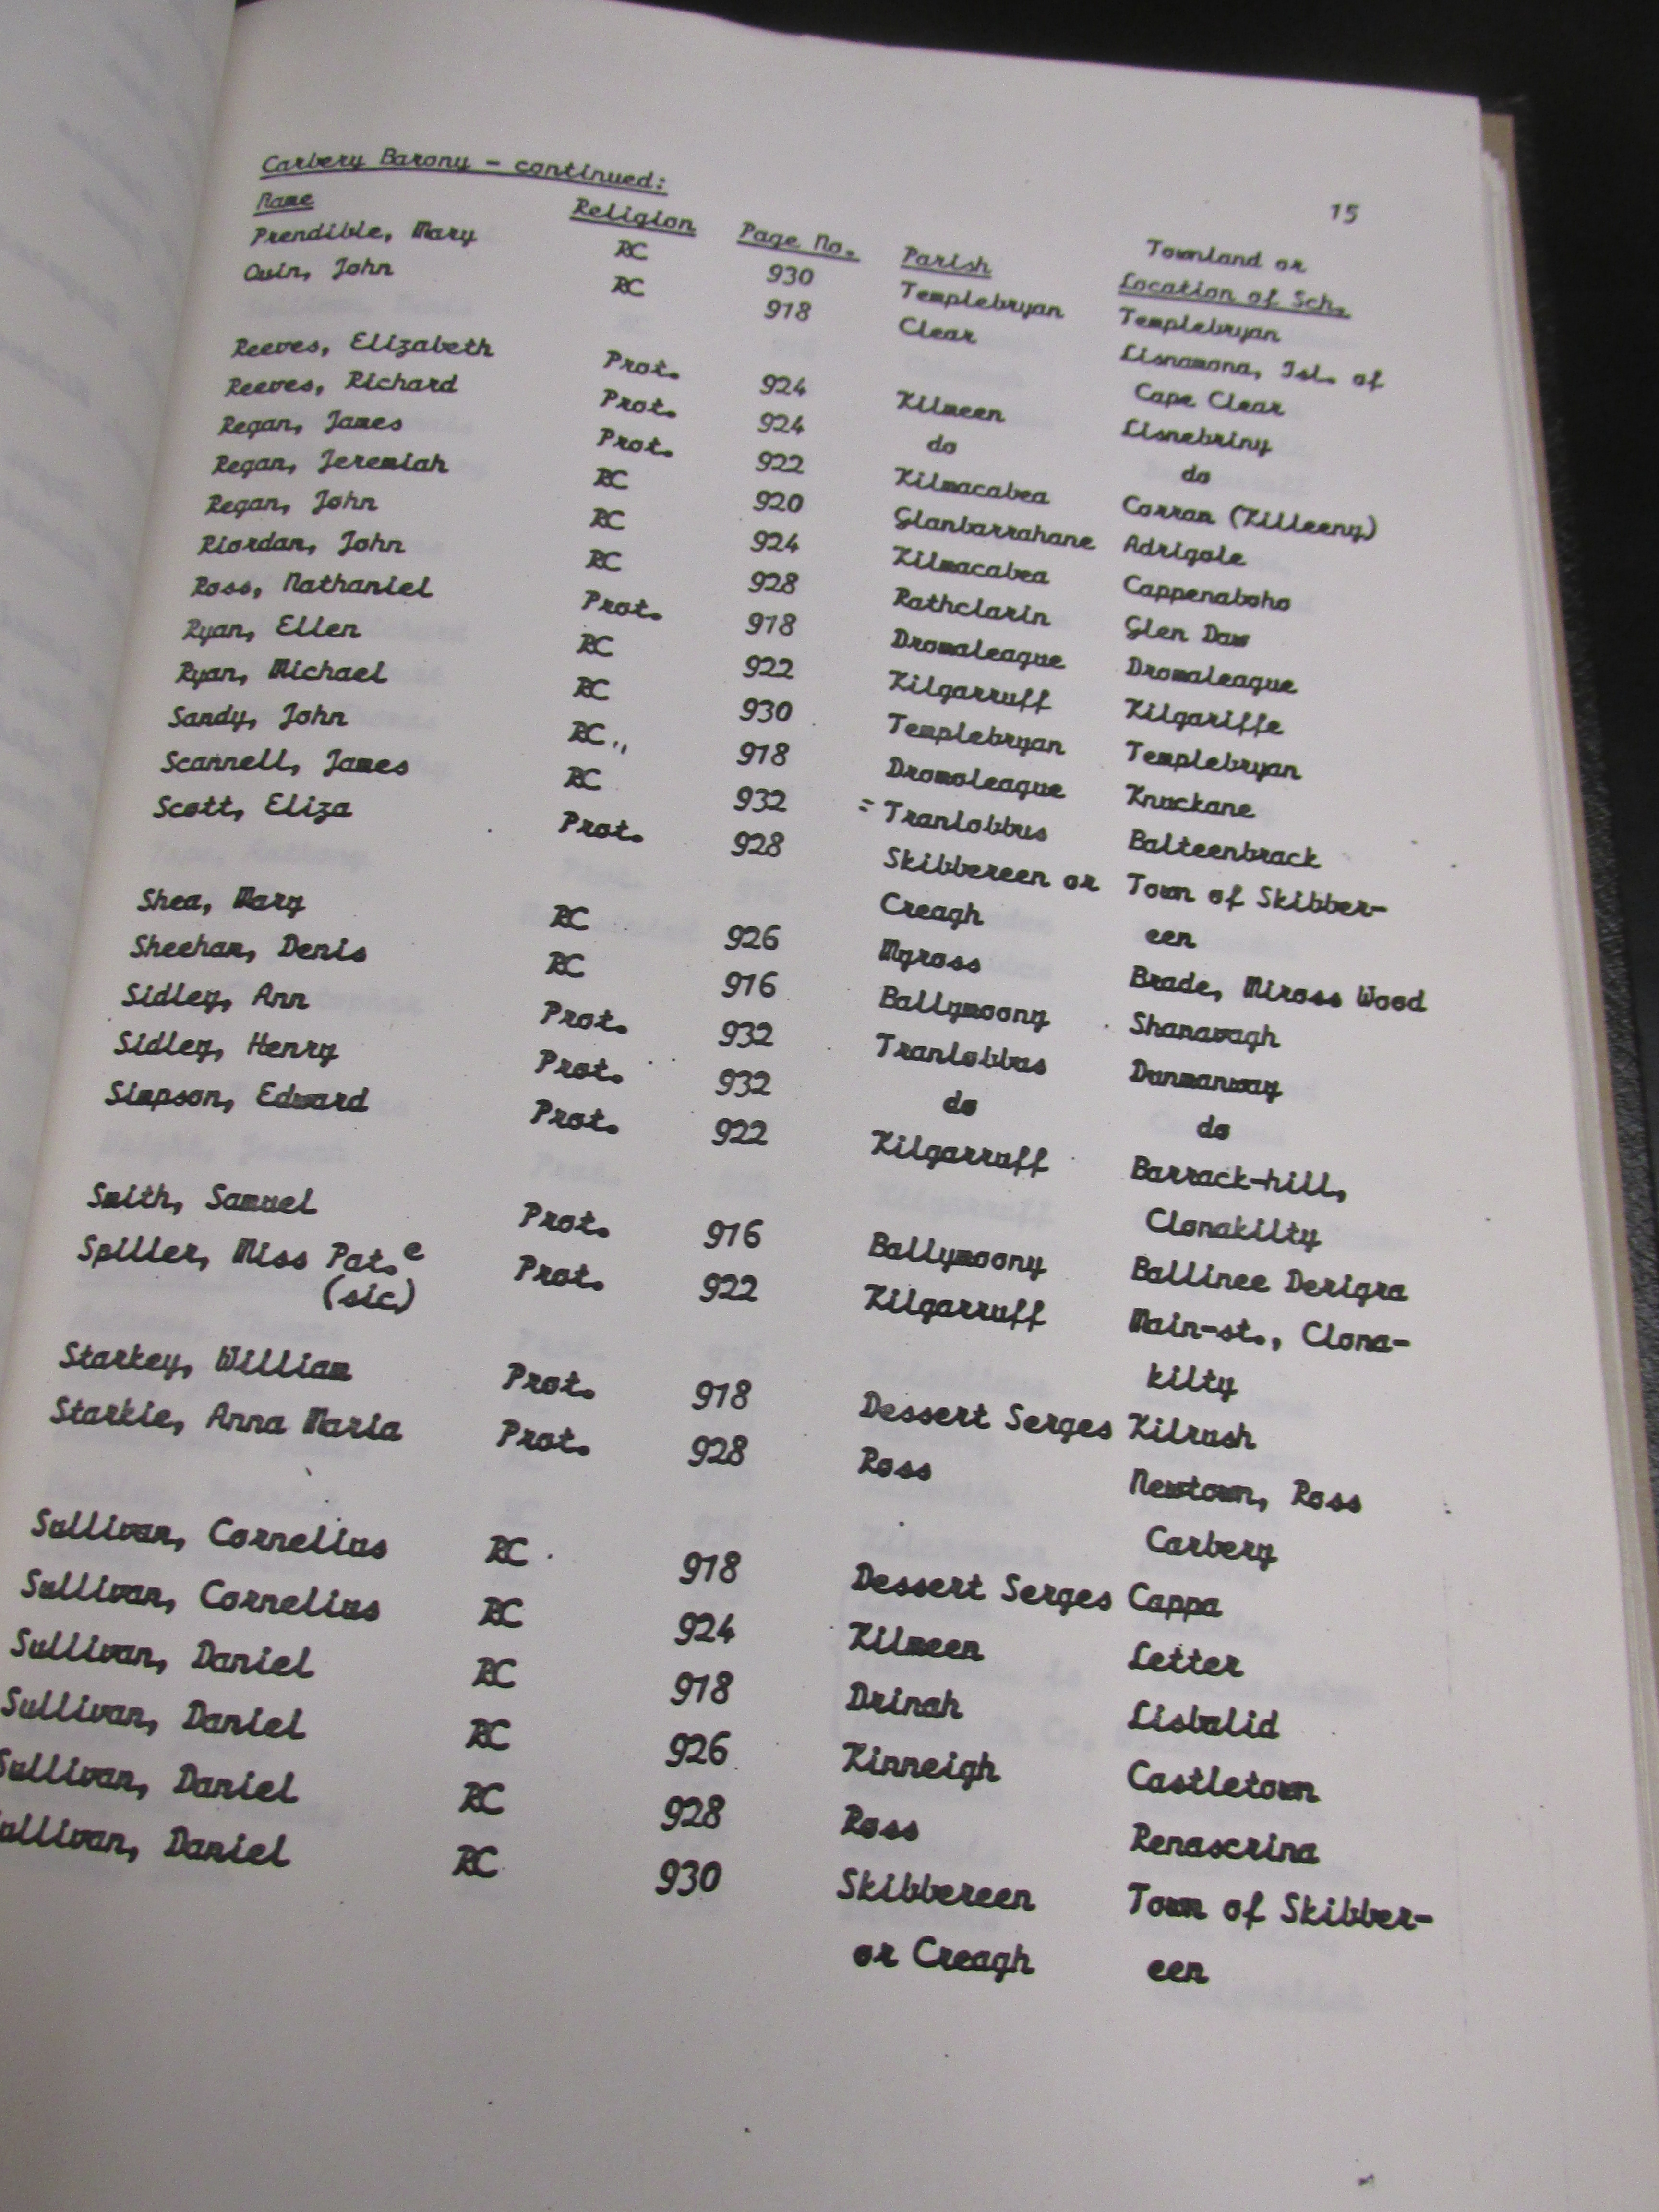 15
Carbery Barony - continued:
Townland or
Name Religion Page No. Parish Location of Sch.
Prendible, Mary RC 930 Templebryan Templebryan
Quin, John RC 918 Clear Lisnamona, Isl. of
Cape Clear
Reeves, Elizabeth Prot. 924 Kilmeen Lisnebriny
Reeves, Richard Prot. 924 do do
Regan, James Prot. 922 Kilmacabea Corran (Killeeny)
Regan, Jeremiah RC 920 Glanbarrahane Adrigole
Regan, John RC 924 Kilmacabea Cappenaboho
Riordan, John RC 928 Rathclarin Glen Daw
Ross, Nathaniel Prot. 918 Dromaleague Dromaleague
Ryan, Ellen RC 922 Kilgarruff Kilgariffe
Ryan, Michael RC 930 Templebryan Templebryan
Sandy, John RC 918 Dromoleague Knuckane
Scannell, James RC 932 Tranlobbus Balteenbrack
Scott, Eliza Prot. 928 Skibbereen or Town of Skibber-
Creagh een
Shea, Mary RC 926 Myross Brade, Miross Wood
Sheehan, Denis RC 916 Ballymoony Shanavagh
Sidley, Ann Prot. 932 Tranlobbus Dunmanway
Sidley, Henry Prot. 932 do do
Simpson, Edward Prot. 922 Kilgarruff Barrack-hill,
Clonakilty
Smith, Samuel Prot. 916 Ballymoony Ballinee Derigra
Spiller, Miss Pat.e Prot. 922 Kilgarruff Main-st., Clona-
(sic) kilty
Starkey, William Prot. 918 Dessert Serges Kilrush
Starkie, Anna Maria Prot. 928 Ross Newtown, Ross
Carbery
Sullivan, Cornelius RC 918 Dessert Serges Cappa
Sullivan, Cornelius RC 924 Kilmeen Letter
Sullivan, Daniel RC 918 Drinah Lisbalid
Sullivan, Daniel RC 926 Kinneigh Castletown
Sullivan, Daniel RC 928 Ross Renascrina
Sullivan, Daniel RC 930 Skibbereen Town of Skibber-
or Creagh een